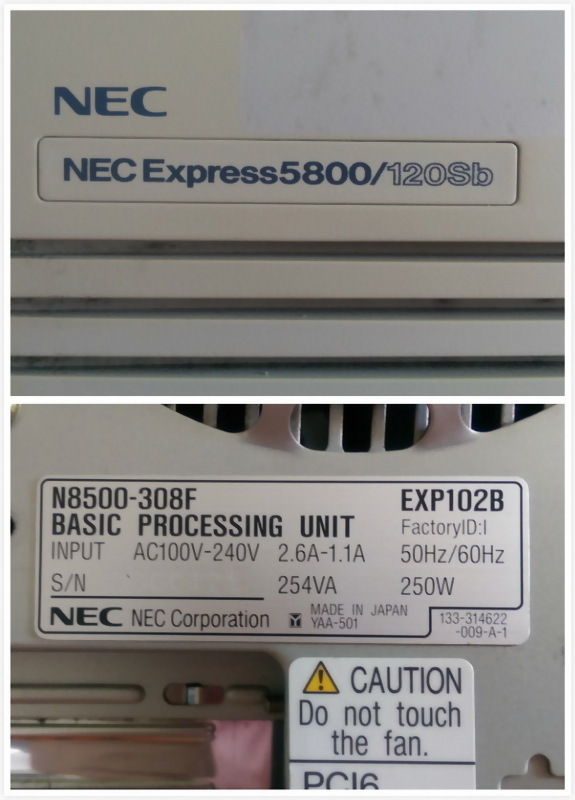 NEC
NEC Express5800/120Sb
N8500-308F EXP102B
BASIC PROCESSING UNIT FactoryID:I
INPUT AC100V-240V 2.6A-1.1A 50Hz/60Hz
S/N 254VA 250W
NEC NEC Corporation MADE IN JAPAN
YAA-501
133-314622
-009-A-1
CAUTION
Do not touch
the fan.
PCI6